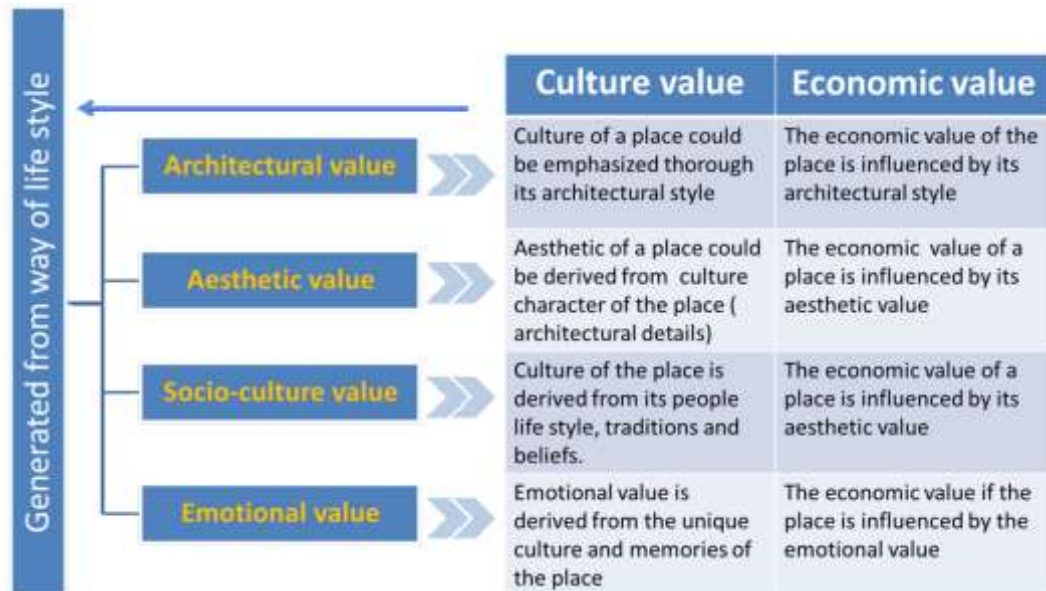 Generated from way of life style
Culture value
Economic value
Architectural value
Culture of a place could
be emphasized thorough
its architectural style
The economic value of the
place is influenced by its
architectural style
Aesthetic value
Aesthetic of a place could
be derived from culture
character of the place (
architectural details)
The economic value of a
place is influenced by its
aesthetic value
Socio-culture value
Culture of the place is
derived from its people
life style, traditions and
beliefs.
The economic value of a
place is influenced by its
aesthetic value
Emotional value
Emotional value is
derived from the unique
culture and memories of
the place
The economic value if the
place is influenced by the
emotional value